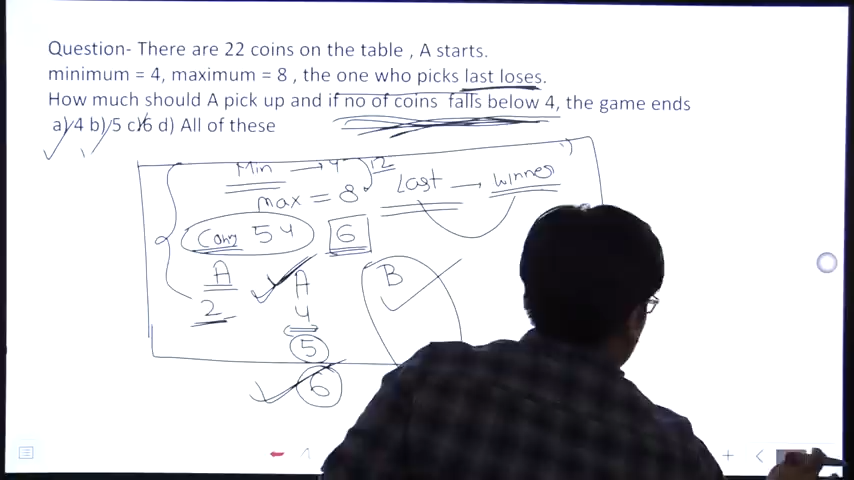 Question- There are 22 coins on the table , A starts.
minimum = 4, maximum = 8 , the one who picks last loses.
How much should A pick up and if no of coins falls below 4, the game ends
a) 4 b) 5 c) 6 d) All of these
Min → 4 12
max = 8
Last → Winner
Coins 54 6
A A B
2 4
5
6